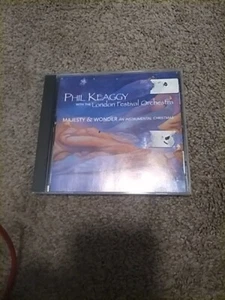 PHIL KEAGGY
WITH THE London Festival Orchestra
MAJESTY & WONDER AN INSTRUMENTAL CHRISTMAS